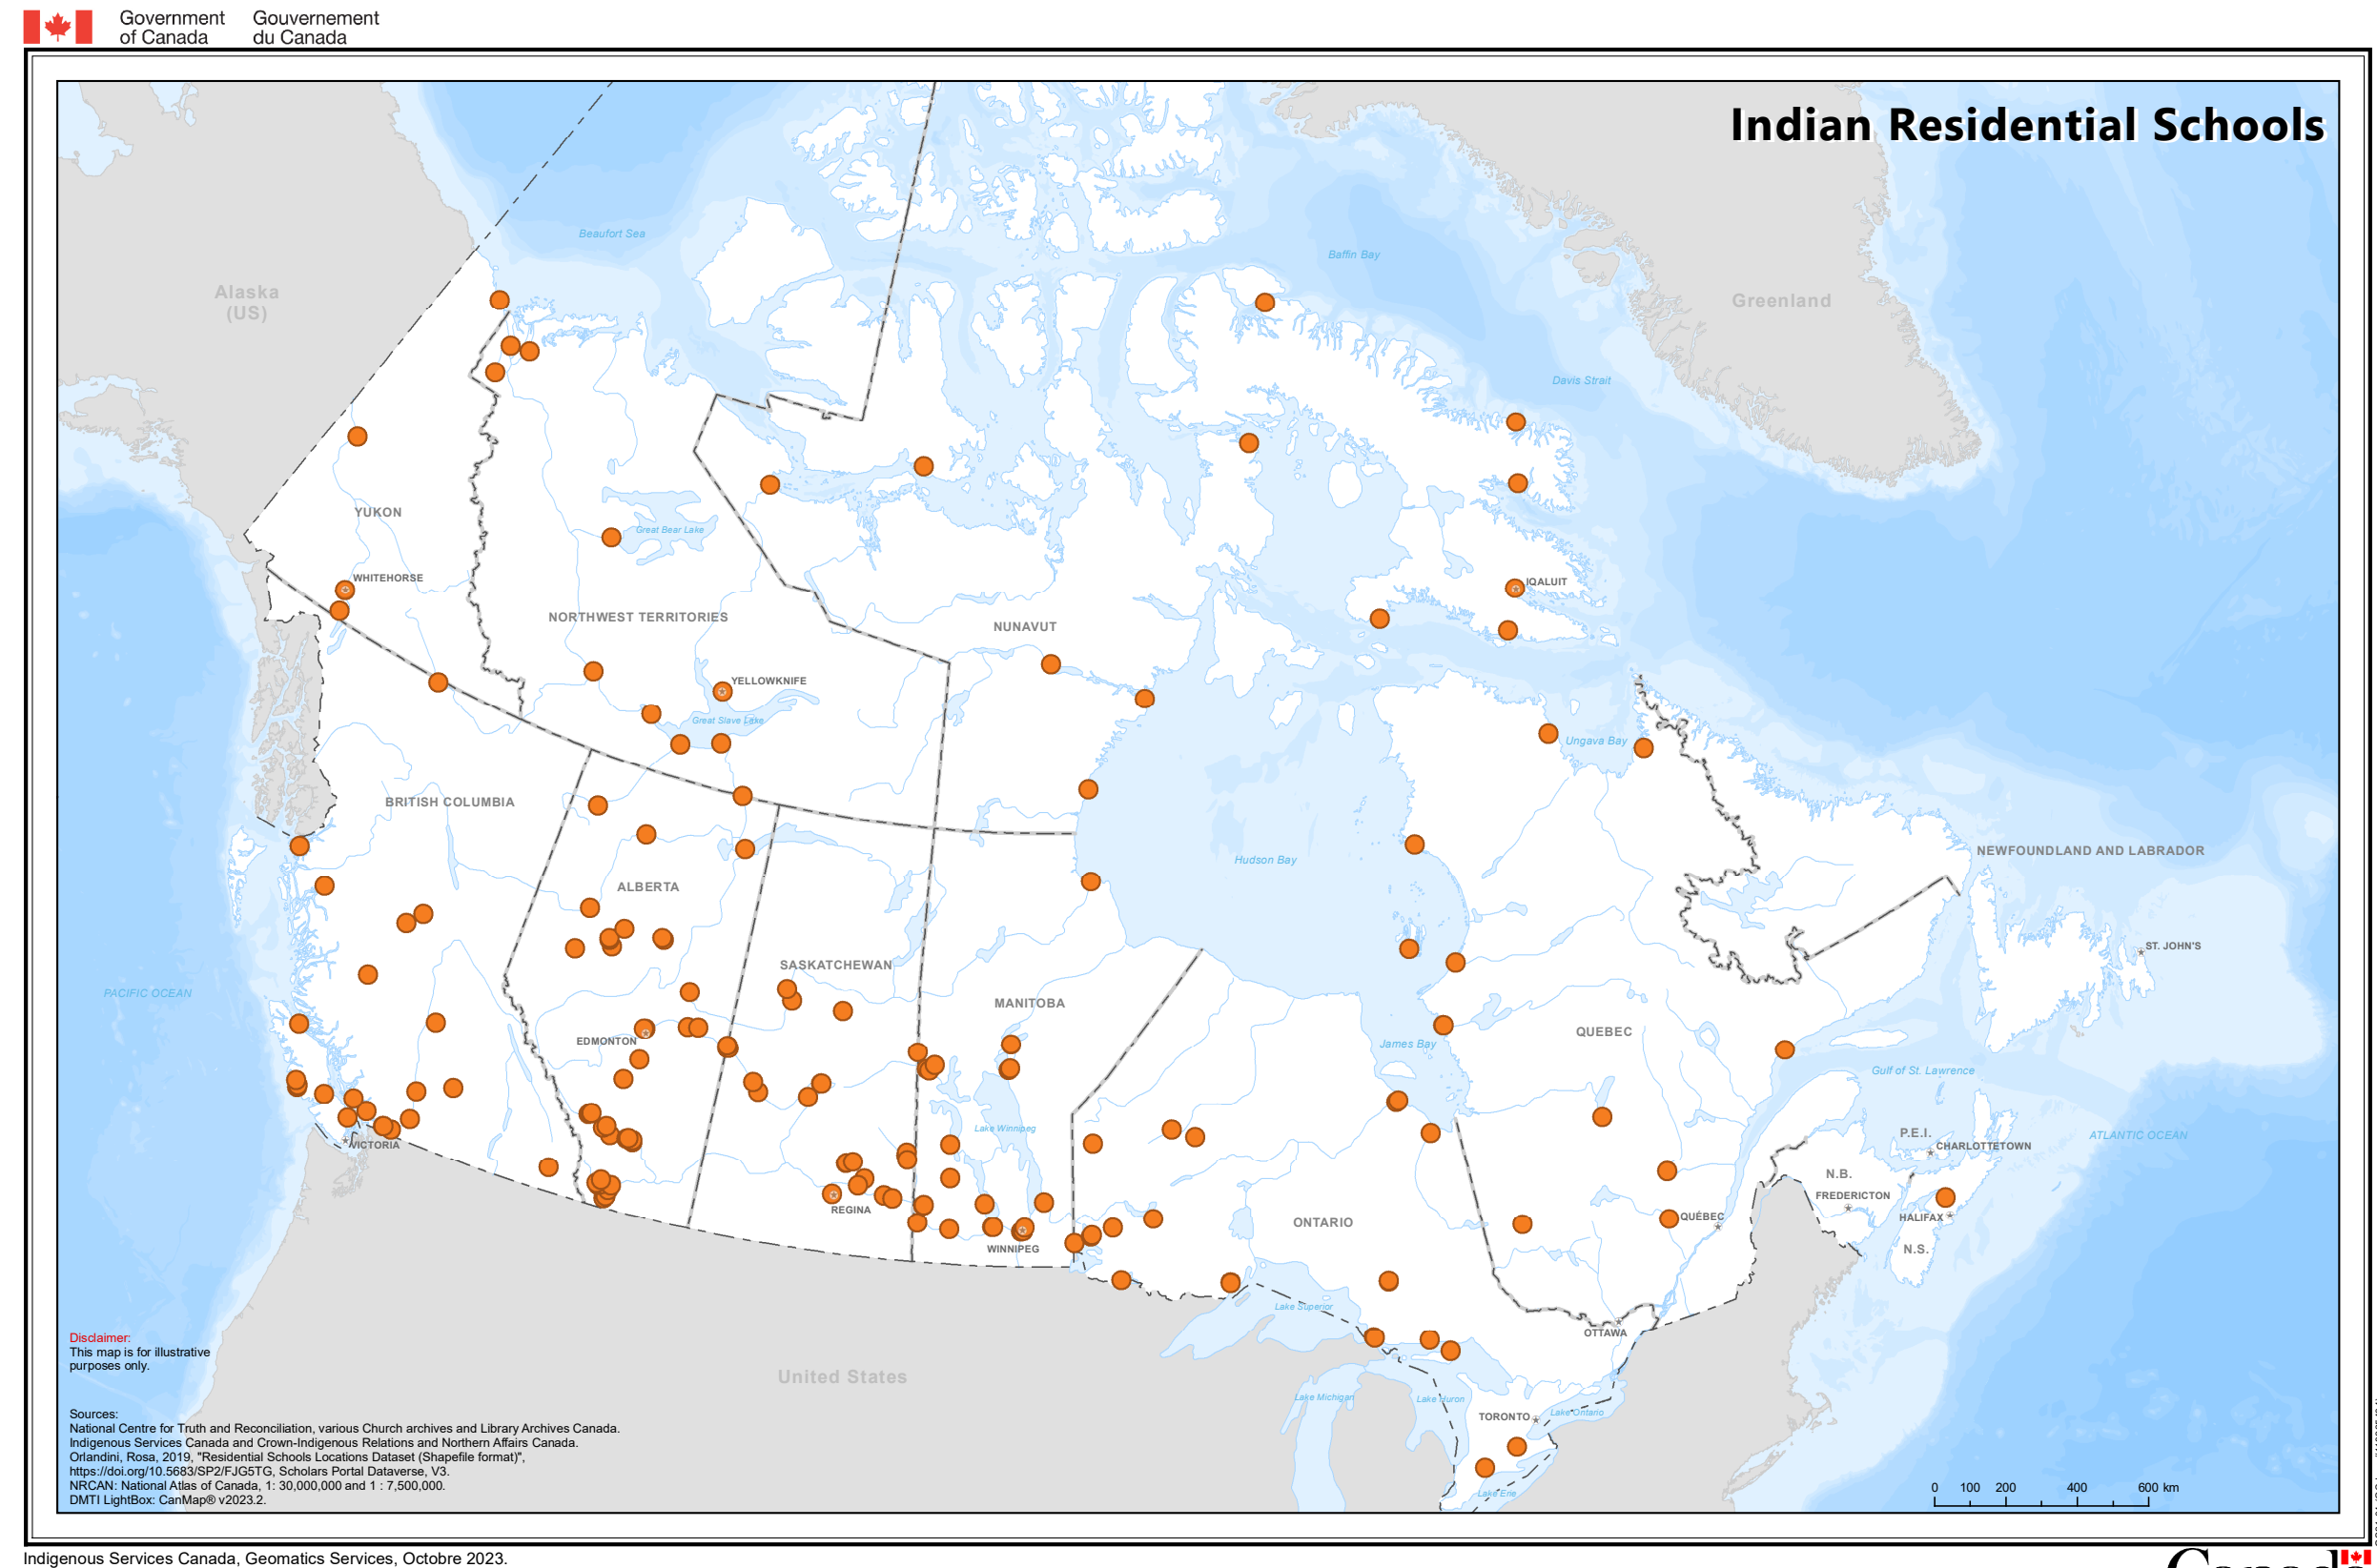 Government of Canada
Gouvernement du Canada
Indian Residential Schools
Beaufort Sea
Baffin Bay
Alaska
(US)
Greenland
Davis Strait
YUKON
Great Bear Lake
WHITEHORSE
IQALUIT
NORTHWEST TERRITORIES
NUNAVUT
YELLOWKNIFE
Great Slave Lake
Ungava Bay
BRITISH COLUMBIA
Hudson Bay
NEWFOUNDLAND AND LABRADOR
ALBERTA
ST. JOHN'S
SASKATCHEWAN
PACIFIC OCEAN
MANITOBA
QUEBEC
EDMONTON
James Bay
Gulf of St. Lawrence
Lake Winnipeg
P.E.I.
ATLANTIC OCEAN
VICTORIA
CHARLOTTETOWN
N.B.
FREDERICTON
REGINA
QUÉBEC
HALIFAX
ONTARIO
WINNIPEG
N.S.
Lake Superior
OTTAWA
Disclaimer:
This map is for illustrative
purposes only.
United States
Lake Michigan
Lake Huron
TORONTO
Lake Ontario
Lake Erie
Sources:
National Centre for Truth and Reconciliation, various Church archives and Library Archives Canada.
Indigenous Services Canada and Crown-Indigenous Relations and Northern Affairs Canada.
Orlandini, Rosa, 2019, "Residential Schools Locations Dataset (Shapefile format)",
https://doi.org/10.5683/SP2/FJG5TG, Scholars Portal Dataverse, V3.
NRCAN: National Atlas of Canada, 1: 30,000,000 and 1 : 7,500,000.
DMTI LightBox: CanMap® v2023.2.
0 100 200 400 600 km
Indigenous Services Canada, Geomatics Services, Octobre 2023.